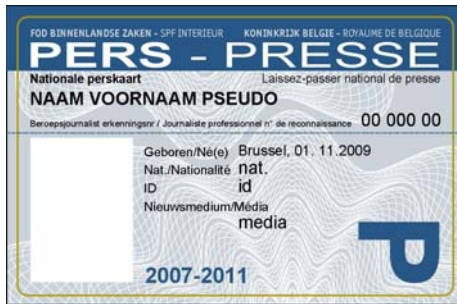 FOD BINNENLANDSE ZAKEN - SPF INTERIEUR KONINKRIJK BELGIE - ROYAUME DE BELGIQUE
PERS - PRESSE
Nationale perskaart Laissez-passer national de presse
NAAM VOORNAAM PSEUDO
Beroepsjournalist erkenningsnr / Journaliste professionnel n° de reconnaissance 00 000 00
Geboren/Né(e) Brussel, 01. 11.2009
Nat./Nationalité nat.
ID id
Nieuwsmedium/Média
media
P
2007-2011